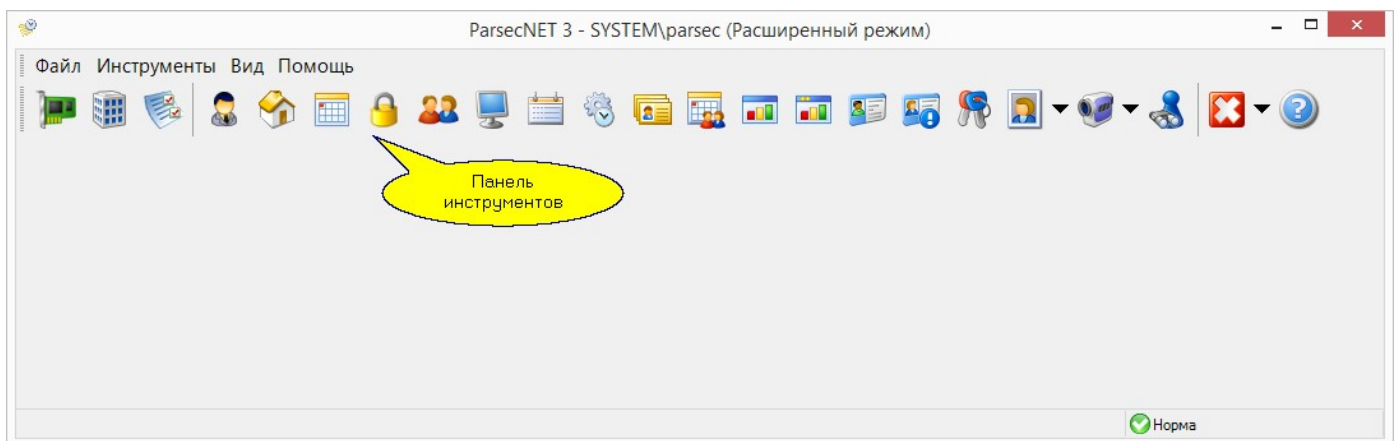 ParsecNET 3 - SYSTEM\parsec (Расширенный режим)
Файл Инструменты Вид Помощь
Панель
инструментов
Норма